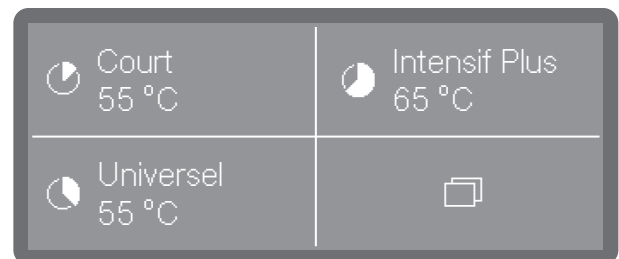 Court
55 °C
Intensif Plus
65 °C
Universel
55 °C